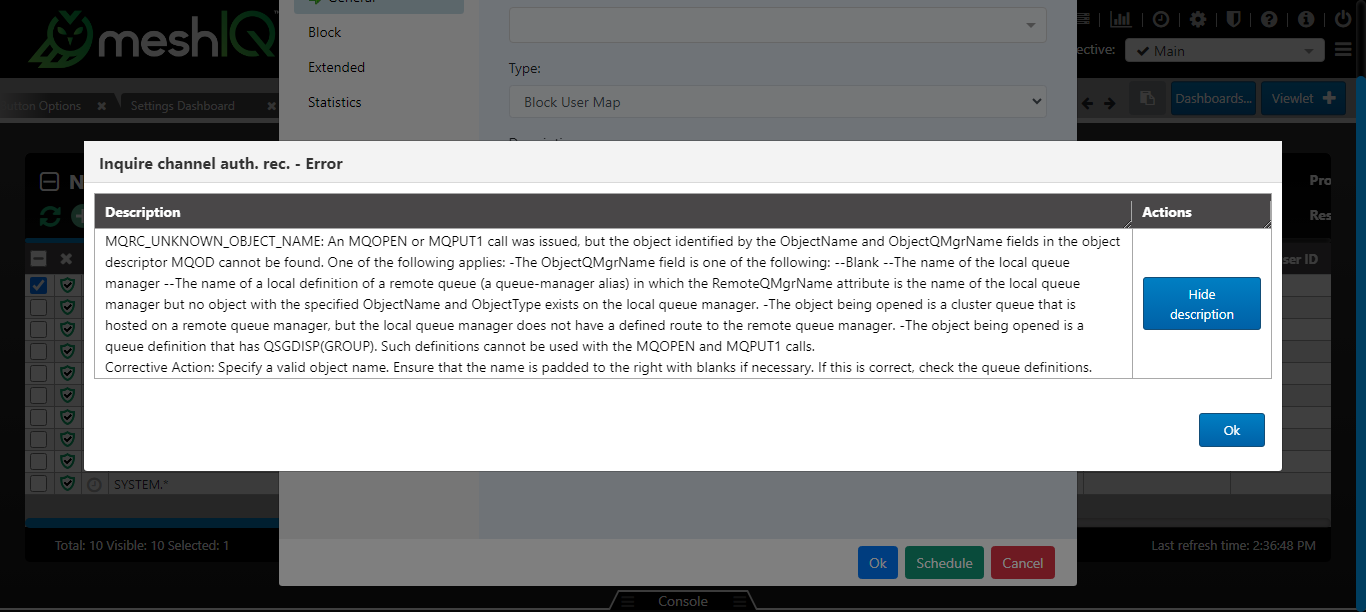 General
meshIQ
Block
ective:
Main
Extended
Type:
utton Options
Settings Dashboard
Statistics
Block User Map
Dashboards...
Viewlet
Inquire channel auth. rec. - Error
N
Pro
Description
Actions
Res
MQRC_UNKNOWN_OBJECT_NAME: An MQOPEN or MQPUT1 call was issued, but the object identified by the ObjectName and ObjectQMgrName fields in the object
descriptor MQOD cannot be found. One of the following applies: -The ObjectQMgrName field is one of the following: --Blank --The name of the local queue
manager --The name of a local definition of a remote queue (a queue-manager alias) in which the RemoteQMgrName attribute is the name of the local queue
manager but no object with the specified ObjectName and ObjectType exists on the local queue manager. -The object being opened is a cluster queue that is
hosted on a remote queue manager, but the local queue manager does not have a defined route to the remote queue manager. -The object being opened is a
queue definition that has QSGDISP(GROUP). Such definitions cannot be used with the MQOPEN and MQPUT1 calls.
Corrective Action: Specify a valid object name. Ensure that the name is padded to the right with blanks if necessary. If this is correct, check the queue definitions.
Hide
description
ser ID
Ok
SYSTEM.*
Total: 10 Visible: 10 Selected: 1
Last refresh time: 2:36:48 PM
Ok
Schedule
Cancel
Console